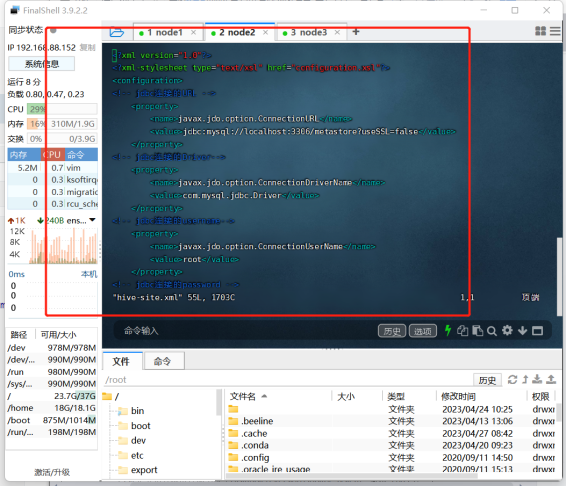 FinalShell 3.9.2.2
同步状态
IP 192.168.88.152 复制
系统信息
运行 8 分
负载 0.80, 0.47, 0.23
CPU 29%
内存 16% 310M/1.9G
交换 0% 0/3.9G
内存 CPU 命令
5.2M 0.7 vim
0 0.3 ksoftirq
0 0.3 migratio
0 0.3 rcu_sche
1K 240B ens...
12K
8K
4K
0ms 本机
0
0
0
路径 可用/大小
/dev 978M/978M
/dev/... 990M/990M
/run 980M/990M
/sys/... 990M/990M
/ 23.7G/37G
/home 18G/18.1G
/boot 875M/1014M
/run/... 198M/198M
激活/升级
1 node1
2 node2
3 node3
+
<?xml version="1.0"?>
<?xml-stylesheet type="text/xsl" href="configuration.xsl"?>
<configuration>
<!-- jdbc连接的URL -->
<property>
<name>javax.jdo.option.ConnectionURL</name>
<value>jdbc:mysql://localhost:3306/metastore?useSSL=false</value>
</property>
<!-- jdbc连接的Driver-->
<property>
<name>javax.jdo.option.ConnectionDriverName</name>
<value>com.mysql.jdbc.Driver</value>
</property>
<!-- jdbc连接的username-->
<property>
<name>javax.jdo.option.ConnectionUserName</name>
<value>root</value>
</property>
<!-- jdbc连接的password -->
"hive-site.xml" 55L, 1703C 1,1 顶端
命令输入
历史 选项
文件 命令
/root 历史
/
bin
boot
dev
etc
export
文件名 大小 类型 修改时间 权限
文件夹 2023/04/24 10:25 drwxr
.beeline 文件夹 2023/04/13 13:06 drwxr
.cache 文件夹 2023/04/27 08:42 drwx
.conda 文件夹 2023/04/20 09:23 drwxr
.config 文件夹 2020/09/11 14:50 drwx
.oracle_jre_usage 文件夹 2020/09/11 15:13 drwxr